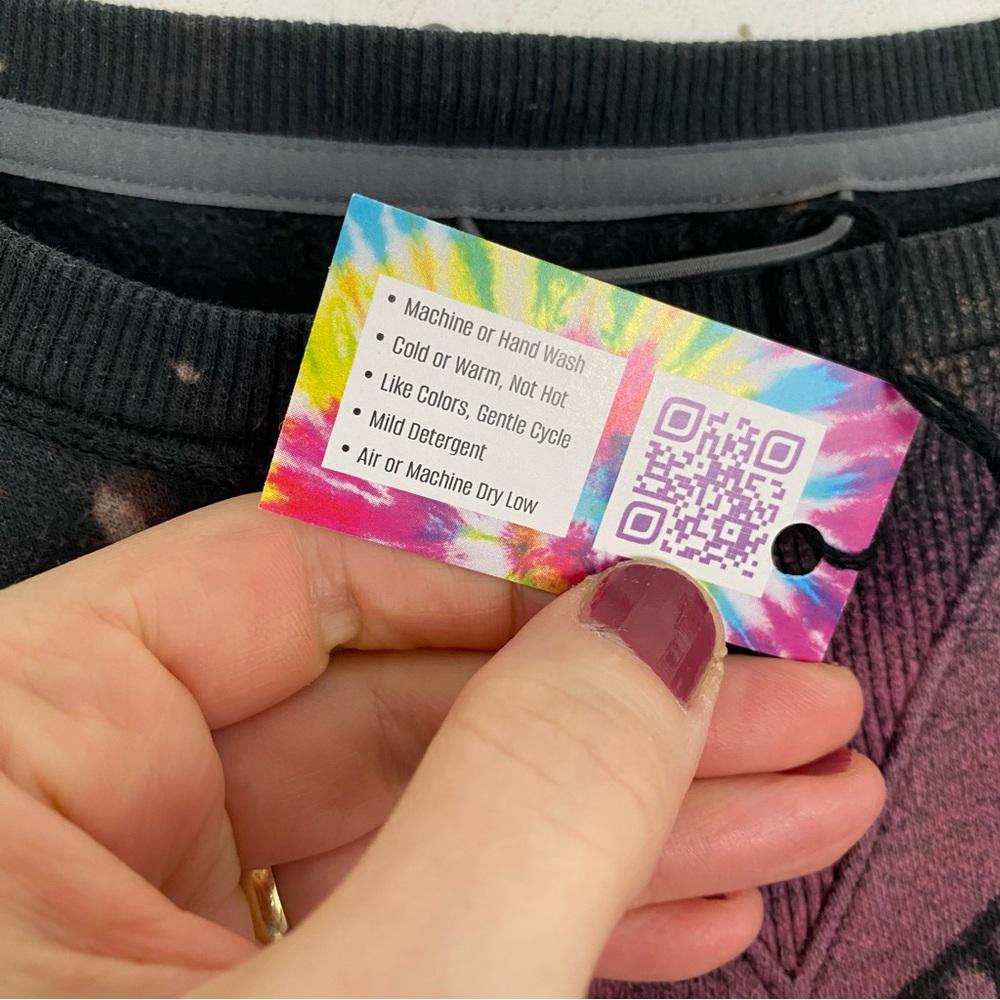 • Machine or Hand Wash
• Cold or Warm, Not Hot
• Like Colors, Gentle Cycle
• Mild Detergent
• Air or Machine Dry Low